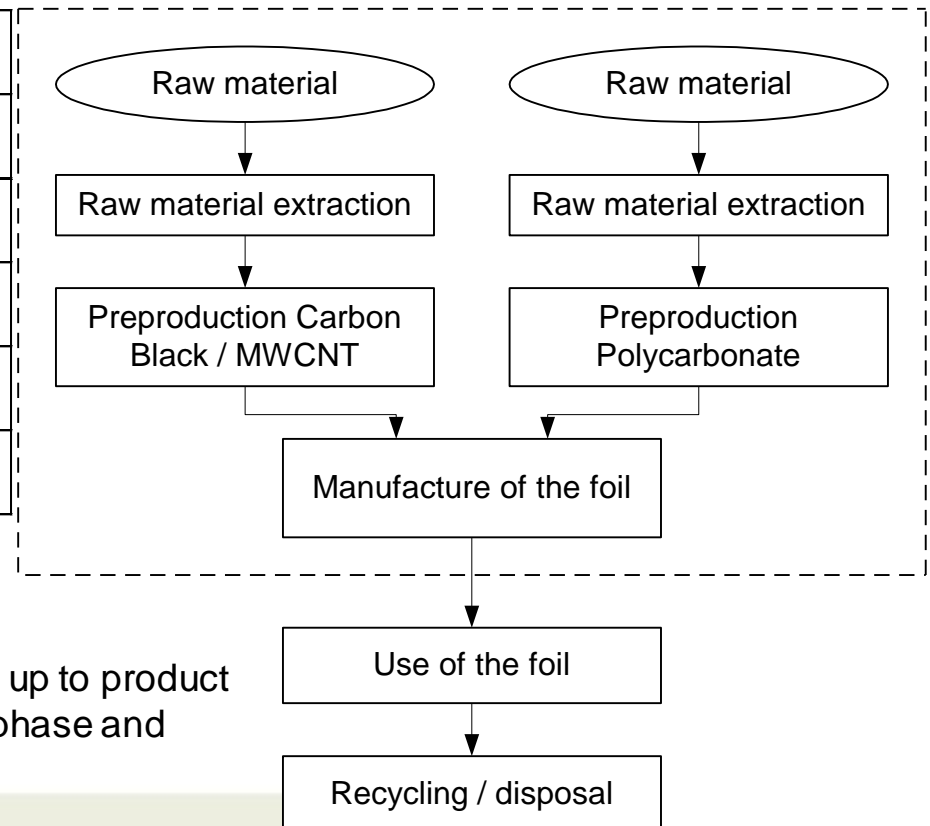 Raw material
Raw material
Raw material extraction
Raw material extraction
Preproduction Carbon
Black / MWCNT
Preproduction
Polycarbonate
Manufacture of the foil
Use of the foil
up to product
phase and
Recycling / disposal